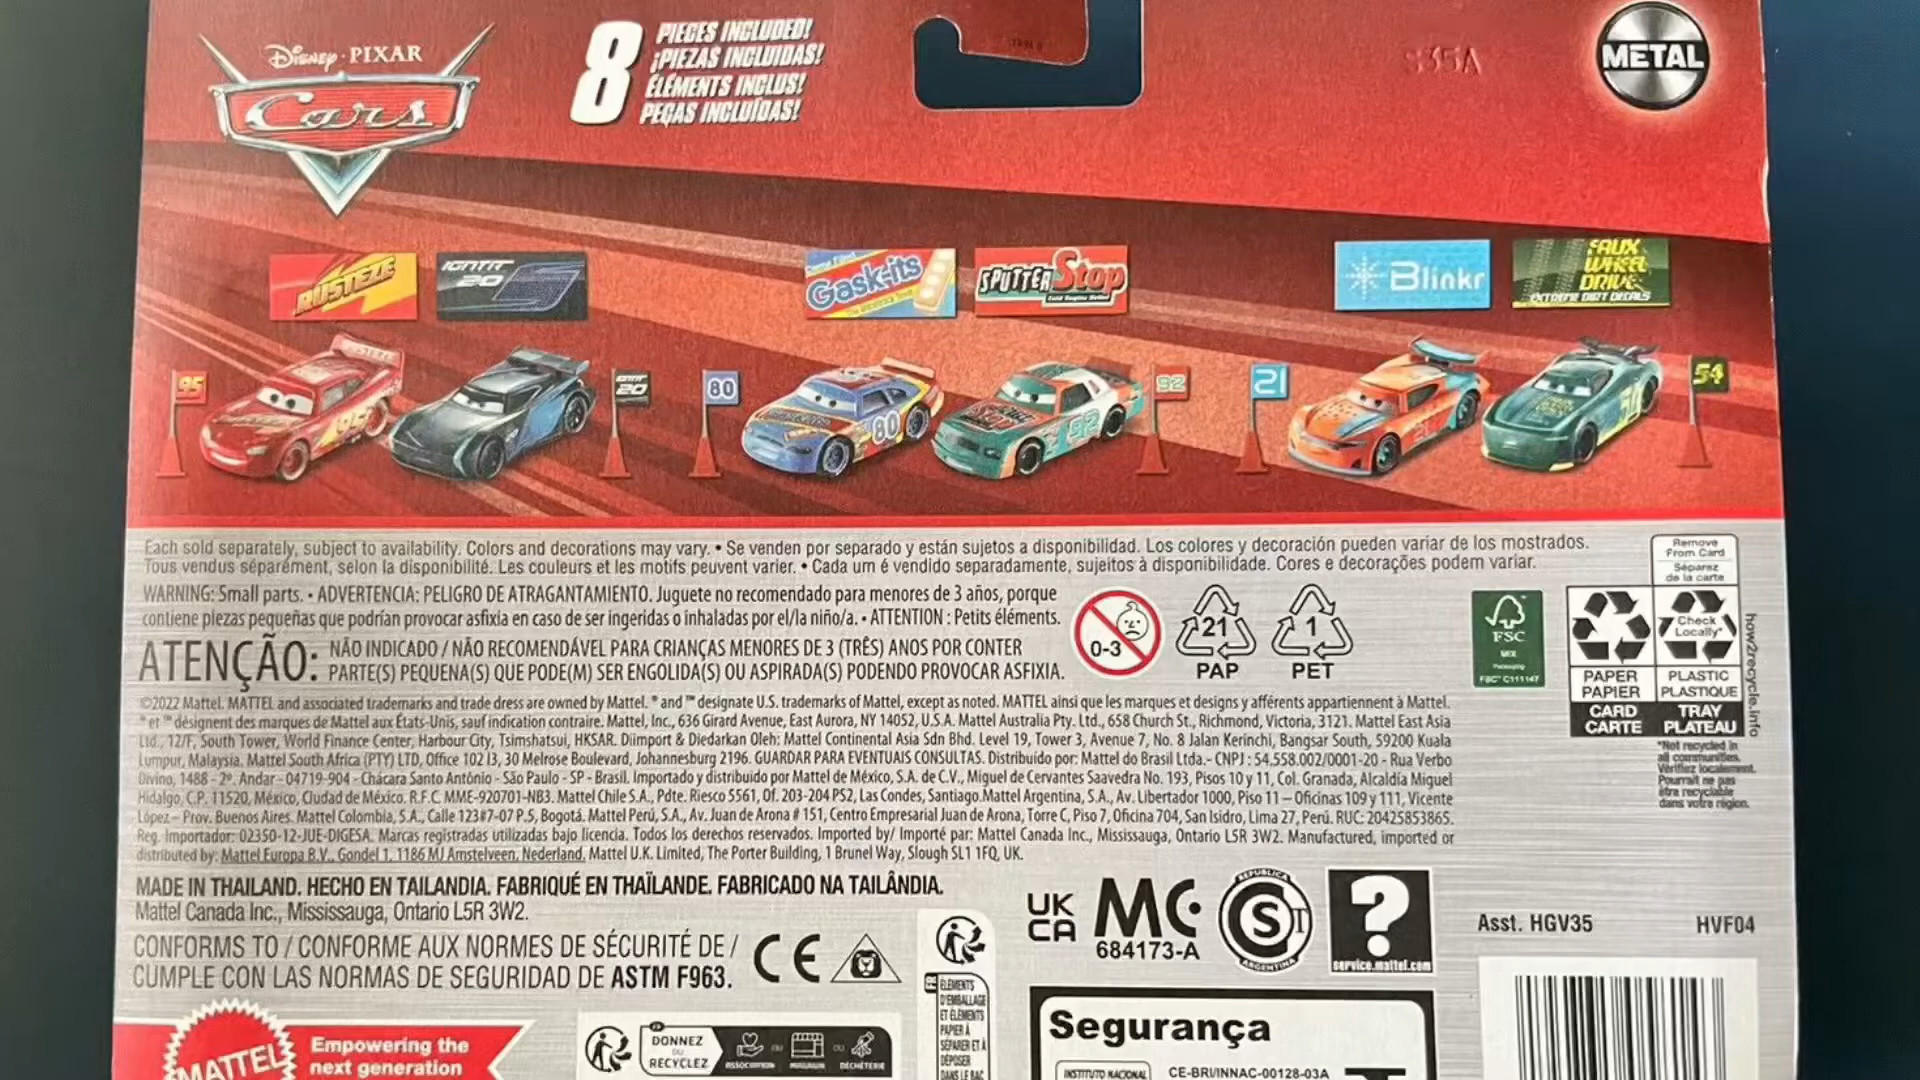 Disney · PIXAR
Cars
8
PIECES INCLUDED!
¡PIEZAS INCLUIDAS!
ÉLÉMENTS INCLUS!
PEÇAS INCLUÍDAS!
S35A
METAL
RUSTEZE
IGNTR
20
Gask-its
SPUTTER Stop
Blinkr
FAUX
WHEEL
DRIVE
EXTREME DIRT DECALS
95
20
80
92
21
54
95
80
92
Each sold separately, subject to availability. Colors and decorations may vary. • Se venden por separado y están sujetos a disponibilidad. Los colores y decoración pueden variar de los mostrados.
Tous vendus séparément, selon la disponibilité. Les couleurs et les motifs peuvent varier. • Cada um é vendido separadamente, sujeitos à disponibilidade. Cores e decorações podem variar.
WARNING: Small parts. • ADVERTENCIA: PELIGRO DE ATRAGANTAMIENTO. Juguete no recomendado para menores de 3 años, porque
contiene piezas pequeñas que podrían provocar asfixia en caso de ser ingeridas o inhaladas por el/la niño/a. • ATTENTION : Petits éléments.
ATENÇÃO: NÃO INDICADO / NÃO RECOMENDÁVEL PARA CRIANÇAS MENORES DE 3 (TRÊS) ANOS POR CONTER
PARTE(S) PEQUENA(S) QUE PODE(M) SER ENGOLIDA(S) OU ASPIRADA(S) PODENDO PROVOCAR ASFIXIA.
0-3
21
PAP
1
PET
FSC
MIX
Packaging
FSC® C111147
Remove
From Card
Séparez
de la carte
Check
Locally*
PAPER
PAPIER
CARD
CARTE
PLASTIC
PLASTIQUE
TRAY
PLATEAU
how2recycle.info
*Not recycled in
all communities.
Vérifiez localement.
Pourrait ne pas
être recyclable
dans votre région.
©2022 Mattel. MATTEL and associated trademarks and trade dress are owned by Mattel. ® and ™ designate U.S. trademarks of Mattel, except as noted. MATTEL ainsi que les marques et designs y afférents appartiennent à Mattel.
® et ™ désignent des marques de Mattel aux États-Unis, sauf indication contraire. Mattel, Inc., 636 Girard Avenue, East Aurora, NY 14052, U.S.A. Mattel Australia Pty. Ltd., 658 Church St., Richmond, Victoria, 3121. Mattel East Asia
Ltd., 12/F, South Tower, World Finance Center, Harbour City, Tsimshatsui, HKSAR. Diimport & Diedarkan Oleh: Mattel Continental Asia Sdn Bhd. Level 19, Tower 3, Avenue 7, No. 8 Jalan Kerinchi, Bangsar South, 59200 Kuala
Lumpur, Malaysia. Mattel South Africa (PTY) LTD, Office 102 I3, 30 Melrose Boulevard, Johannesburg 2196. GUARDAR PARA EVENTUAIS CONSULTAS. Distribuido por: Mattel do Brasil Ltda.- CNPJ : 54.558.002/0001-20 - Rua Verbo
Divino, 1488 - 2º. Andar - 04719-904 - Chácara Santo Antônio - São Paulo - SP - Brasil. Importado y distribuido por Mattel de México, S.A. de C.V., Miguel de Cervantes Saavedra No. 193, Pisos 10 y 11, Col. Granada, Alcaldía Miguel
Hidalgo, C.P. 11520, México, Ciudad de México. R.F.C. MME-920701-NB3. Mattel Chile S.A., Pdte. Riesco 5561, Of. 203-204 PS2, Las Condes, Santiago.Mattel Argentina, S.A., Av. Libertador 1000, Piso 11 – Oficinas 109 y 111, Vicente
López – Prov. Buenos Aires. Mattel Colombia, S.A., Calle 123#7-07 P.5, Bogotá. Mattel Perú, S.A., Av. Juan de Arona # 151, Centro Empresarial Juan de Arona, Torre C, Piso 7, Oficina 704, San Isidro, Lima 27, Perú. RUC: 20425853865.
Reg. Importador: 02350-12-JUE-DIGESA. Marcas registradas utilizadas bajo licencia. Todos los derechos reservados. Imported by/ Importé par: Mattel Canada Inc., Mississauga, Ontario L5R 3W2. Manufactured, imported or
distributed by: Mattel Europa B.V., Gondel 1, 1186 MJ Amstelveen, Nederland. Mattel U.K. Limited, The Porter Building, 1 Brunel Way, Slough SL1 1FQ, UK.
MADE IN THAILAND. HECHO EN TAILANDIA. FABRIQUÉ EN THAÏLANDE. FABRICADO NA TAILÂNDIA.
Mattel Canada Inc., Mississauga, Ontario L5R 3W2.
CONFORMS TO / CONFORME AUX NORMES DE SÉCURITÉ DE /
CUMPLE CON LAS NORMAS DE SEGURIDAD DE ASTM F963.
CE
UK
CA
MC
684173-A
REPUBLICA
S
ARGENTINA
?
service.mattel.com
Asst. HGV35
HVF04
ÉLÉMENTS
D'EMBALLAGE
ET ÉLÉMENTS
PAPIER À
SÉPARER ET À
DÉPOSER
DANS LE BAC
MATTEL
Empowering the
next generation
DONNEZ
OU
RECYCLEZ
ASSOCIATION
OU
MAGASIN
OU
DÉCHÈTERIE
Segurança
INSTITUTO NACIONAL
CE-BRI/INNAC-00128-03A